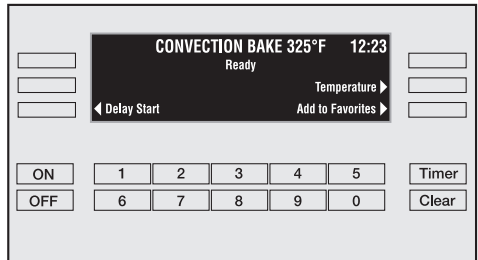 CONVECTION BAKE 325°F 12:23
Ready
Temperature
Delay Start Add to Favorites
ON 1 2 3 4 5 Timer
OFF 6 7 8 9 0 Clear